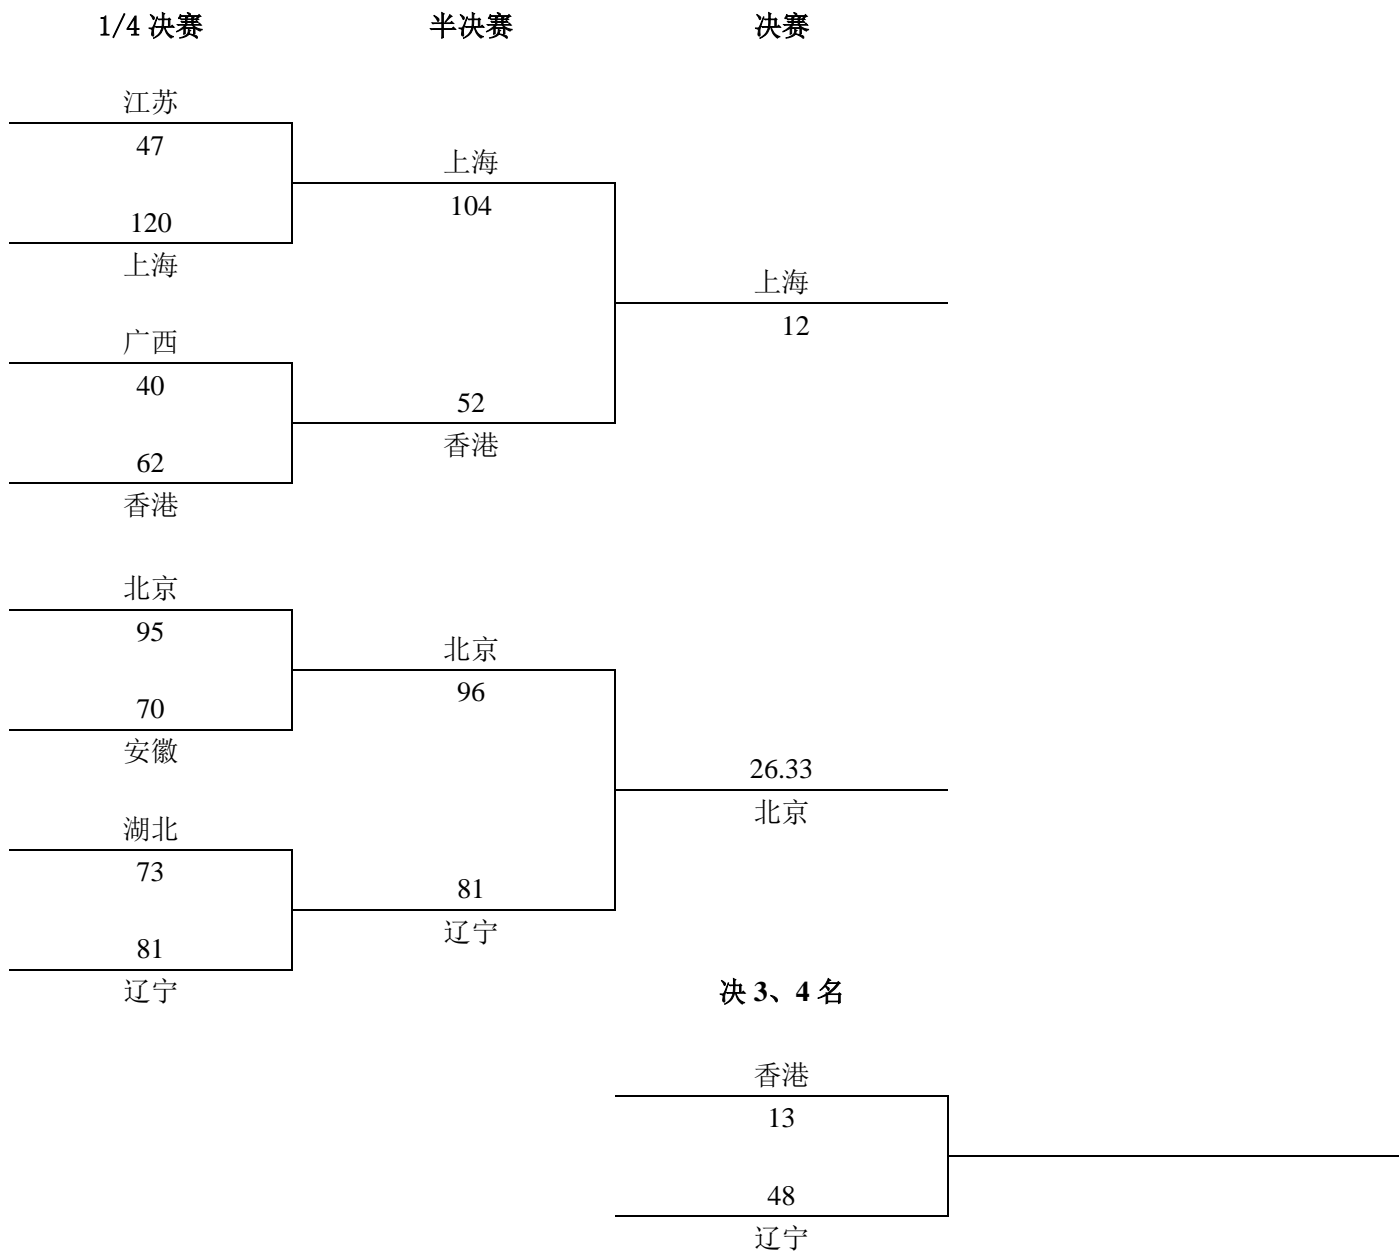 1/4 决赛
半决赛
决赛
江苏
47
上海
104
120
上海
上海
12
广西
40
52
香港
62
香港
北京
95
北京
96
70
安徽
26.33
北京
湖北
73
81
辽宁
81
辽宁
决 3、4 名
香港
13
48
辽宁